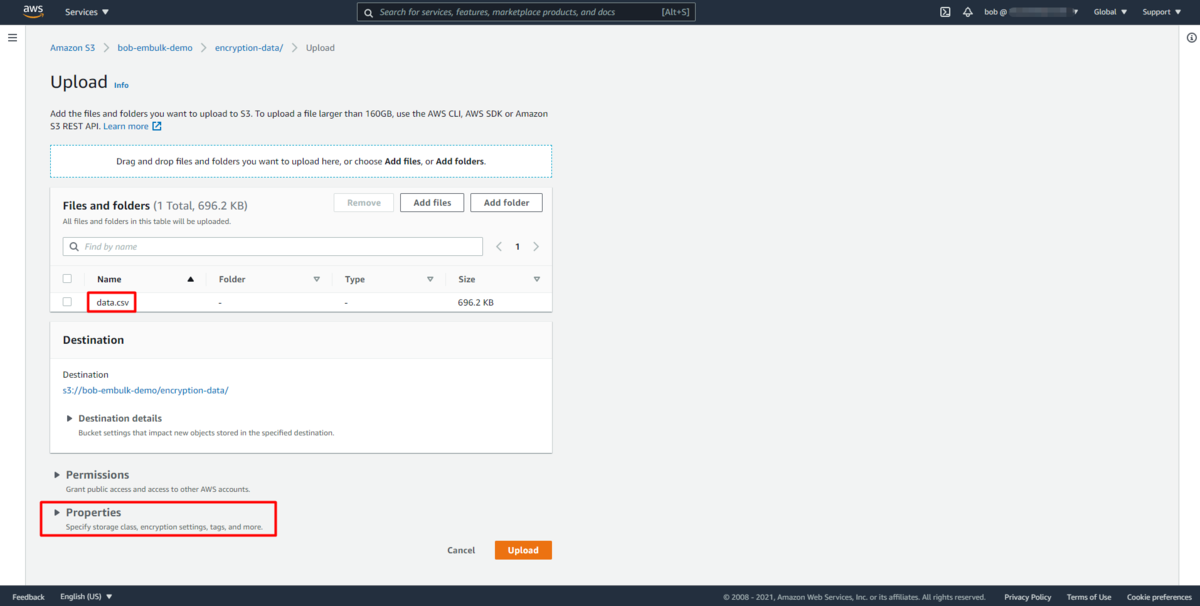 aws
Services
Search for services, features, marketplace products, and docs
[Alt+S]
bob @
Global
Support
Amazon S3
bob-embulk-demo
encryption-data/
Upload
Upload
Info
Add the files and folders you want to upload to S3. To upload a file larger than 160GB, use the AWS CLI, AWS SDK or Amazon
S3 REST API. Learn more
Drag and drop files and folders you want to upload here, or choose Add files, or Add folders.
Files and folders (1 Total, 696.2 KB)
All files and folders in this table will be uploaded.
Remove
Add files
Add folder
Find by name
1
Name
Folder
Type
Size
data.csv
-
-
696.2 KB
Destination
Destination
s3://bob-embulk-demo/encryption-data/
Destination details
Bucket settings that impact new objects stored in the specified destination.
Permissions
Grant public access and access to other AWS accounts.
Properties
Specify storage class, encryption settings, tags, and more.
Cancel
Upload
Feedback
English (US)
© 2008 - 2021, Amazon Web Services, Inc. or its affiliates. All rights reserved.
Privacy Policy
Terms of Use
Cookie preferences